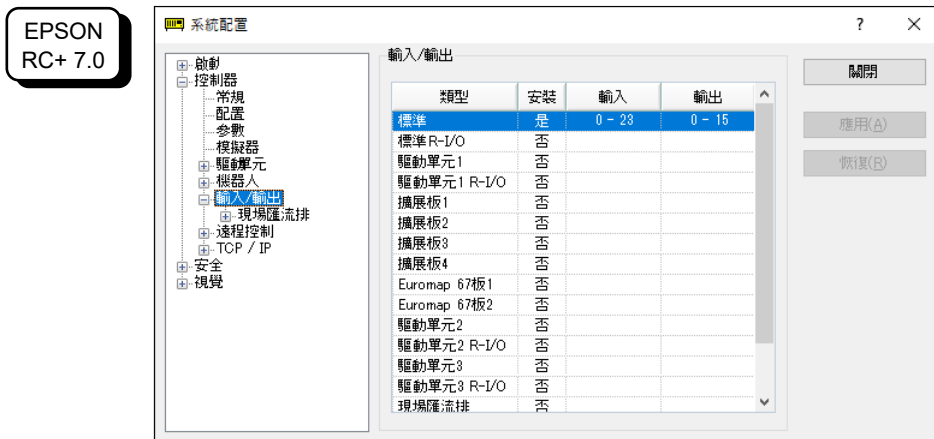 EPSON
RC+ 7.0
系統配置
?
啟動
控制器
常規
配置
參數
模擬器
驅動單元
機器人
輸入/輸出
現場匯流排
遠程控制
TCP / IP
安全
視覺
輸入/輸出
類型 安裝 輸入 輸出
標準 是 0 - 23 0 - 15
標準R-I/O 否
驅動單元1 否
驅動單元1 R-I/O 否
擴展板1 否
擴展板2 否
擴展板3 否
擴展板4 否
Euromap 67板1 否
Euromap 67板2 否
驅動單元2 否
驅動單元2 R-I/O 否
驅動單元3 否
驅動單元3 R-I/O 否
現場匯流排 否
關閉
應用(A)
恢復(R)